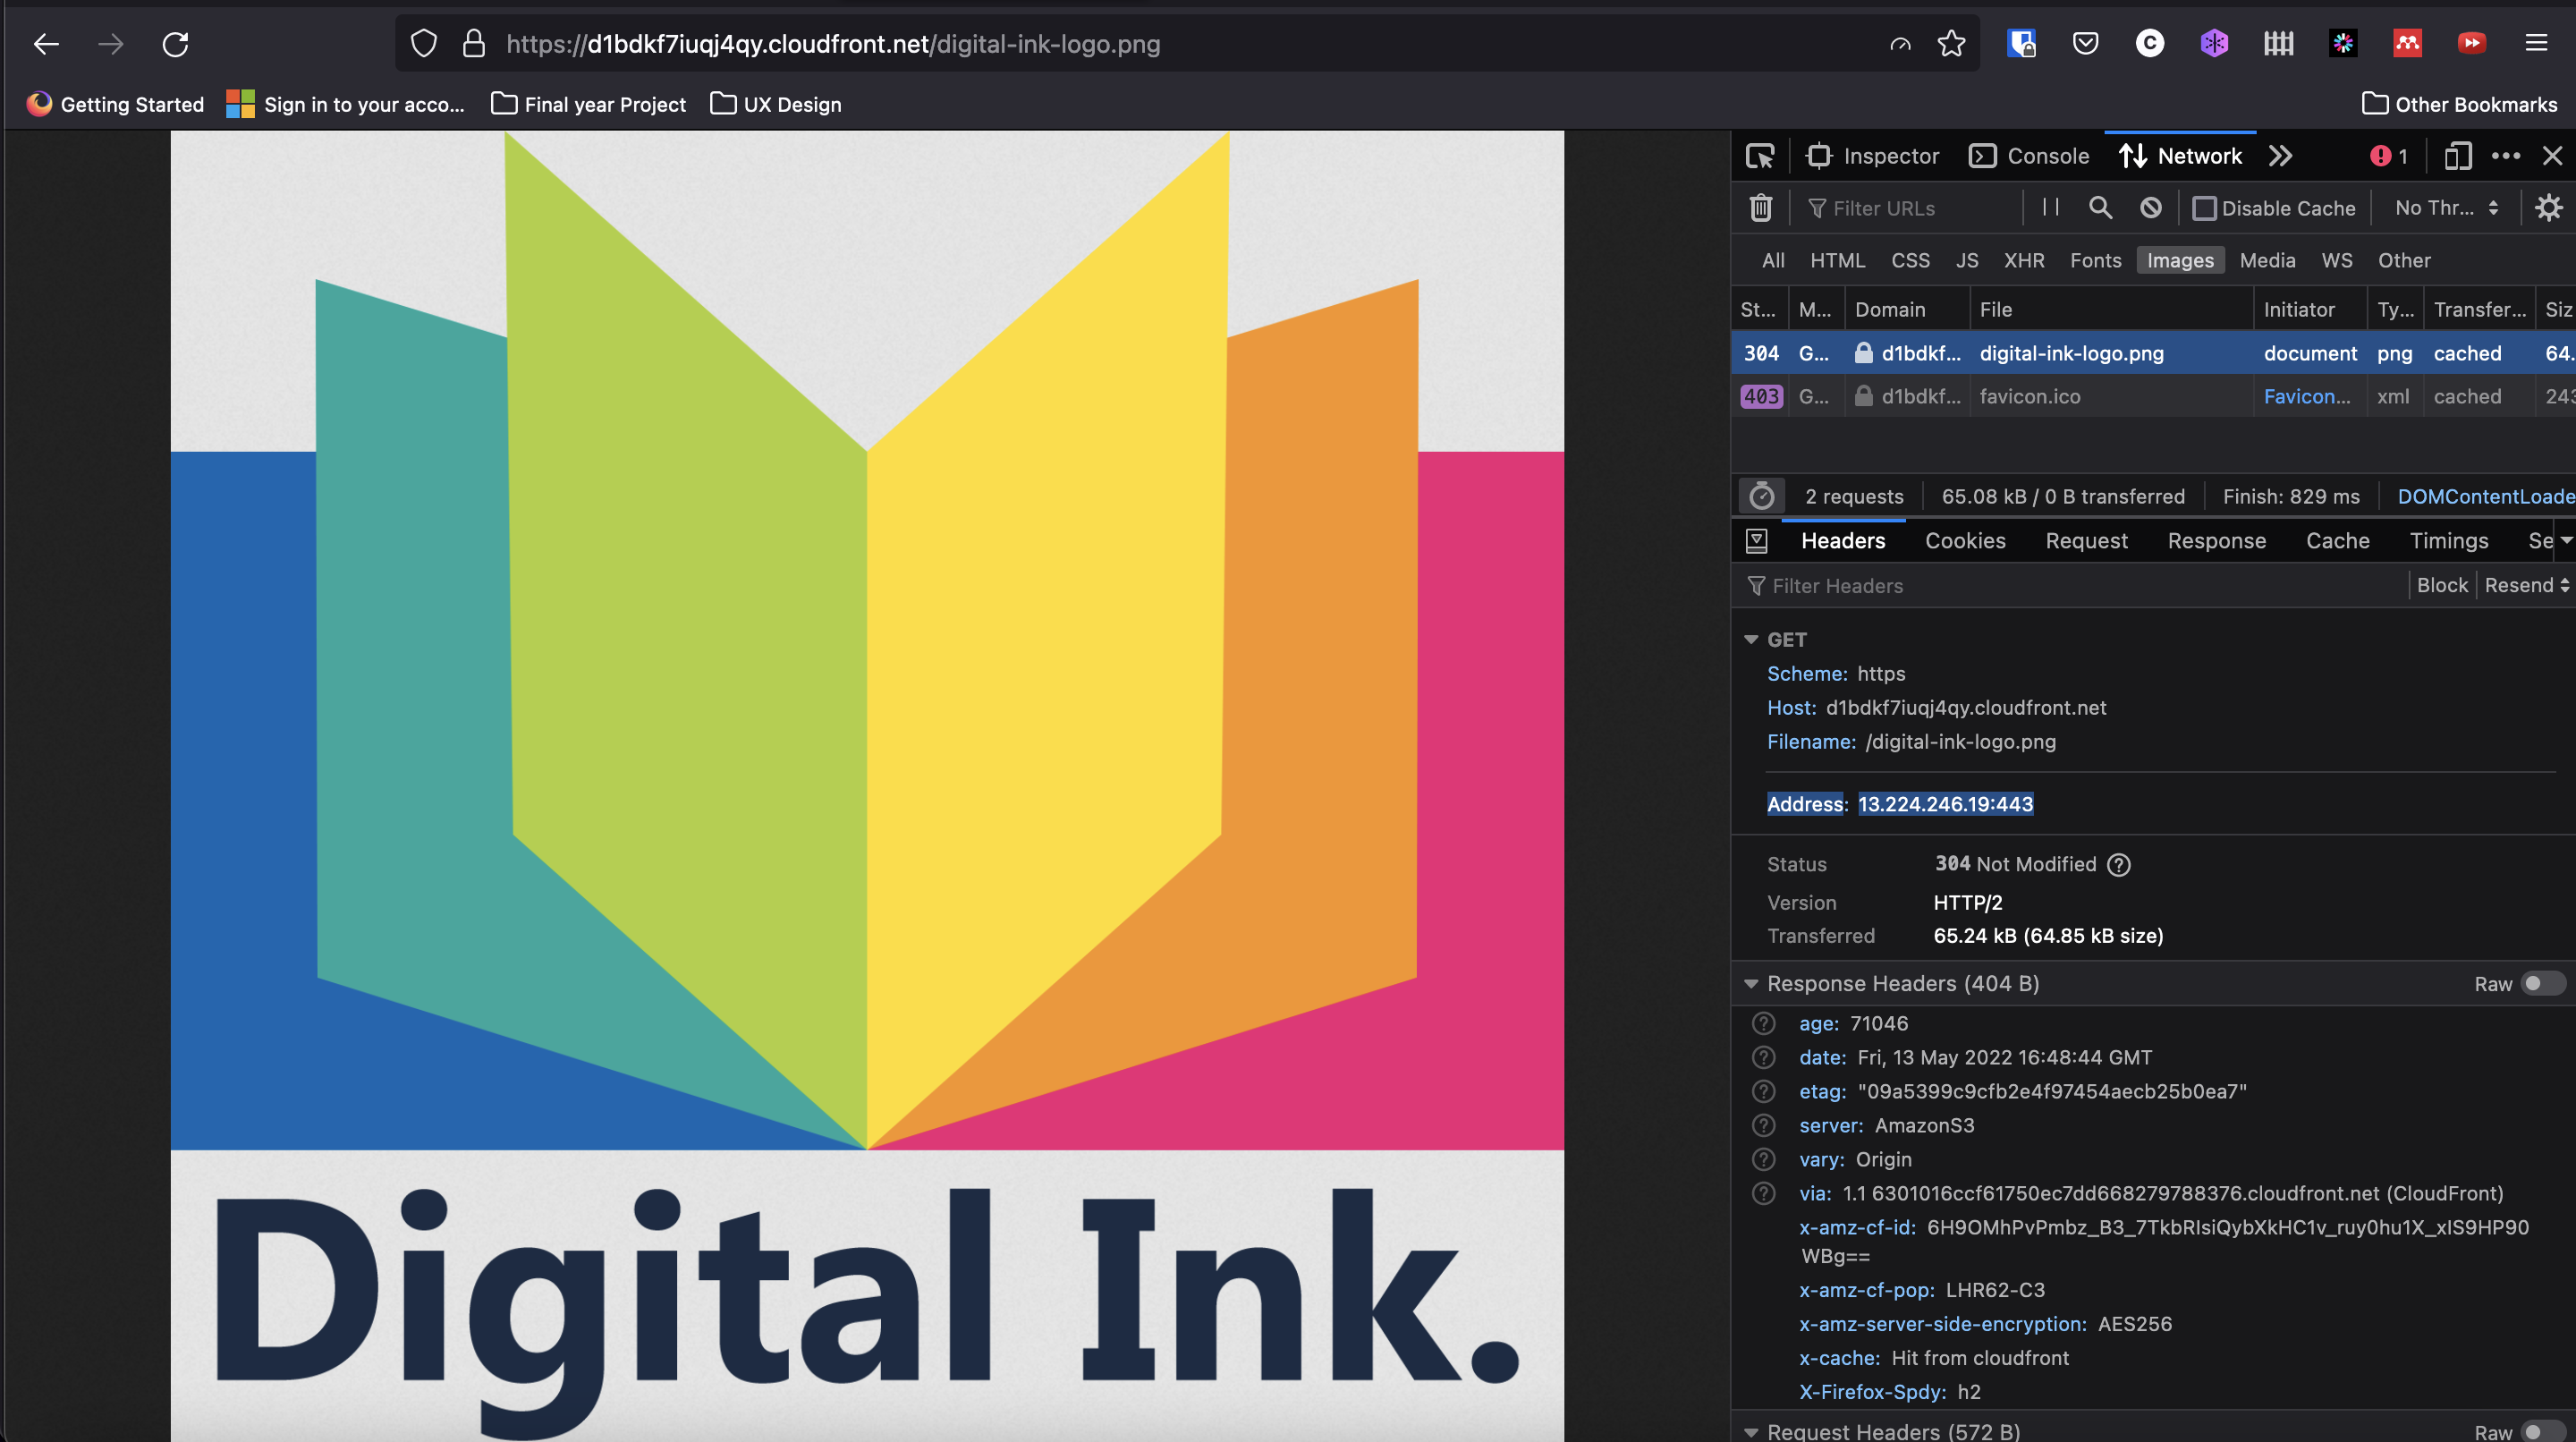 https://d1bdkf7iuqj4qy.cloudfront.net/digital-ink-logo.png
Getting Started Sign in to your acco... Final year Project UX Design Other Bookmarks
Digital Ink.
Inspector Console Network 1
Filter URLs Disable Cache No Thr...
All HTML CSS JS XHR Fonts Images Media WS Other
St... M... Domain File Initiator Ty... Transfer... Siz
304 G... d1bdkf... digital-ink-logo.png document png cached 64.
403 G... d1bdkf... favicon.ico Favicon... xml cached 243
2 requests 65.08 kB / 0 B transferred Finish: 829 ms DOMContentLoade
Headers Cookies Request Response Cache Timings Se
Filter Headers Block Resend
GET
Scheme: https
Host: d1bdkf7iuqj4qy.cloudfront.net
Filename: /digital-ink-logo.png
Address: 13.224.246.19:443
Status 304 Not Modified
Version HTTP/2
Transferred 65.24 kB (64.85 kB size)
Response Headers (404 B) Raw
age: 71046
date: Fri, 13 May 2022 16:48:44 GMT
etag: "09a5399c9cfb2e4f97454aecb25b0ea7"
server: AmazonS3
vary: Origin
via: 1.1 6301016ccf61750ec7dd668279788376.cloudfront.net (CloudFront)
x-amz-cf-id: 6H9OMhPvPmbz_B3_7TkbRIsiQybXkHC1v_ruy0hu1X_xIS9HP90
WBg==
x-amz-cf-pop: LHR62-C3
x-amz-server-side-encryption: AES256
x-cache: Hit from cloudfront
X-Firefox-Spdy: h2
Request Headers (572 B) Raw